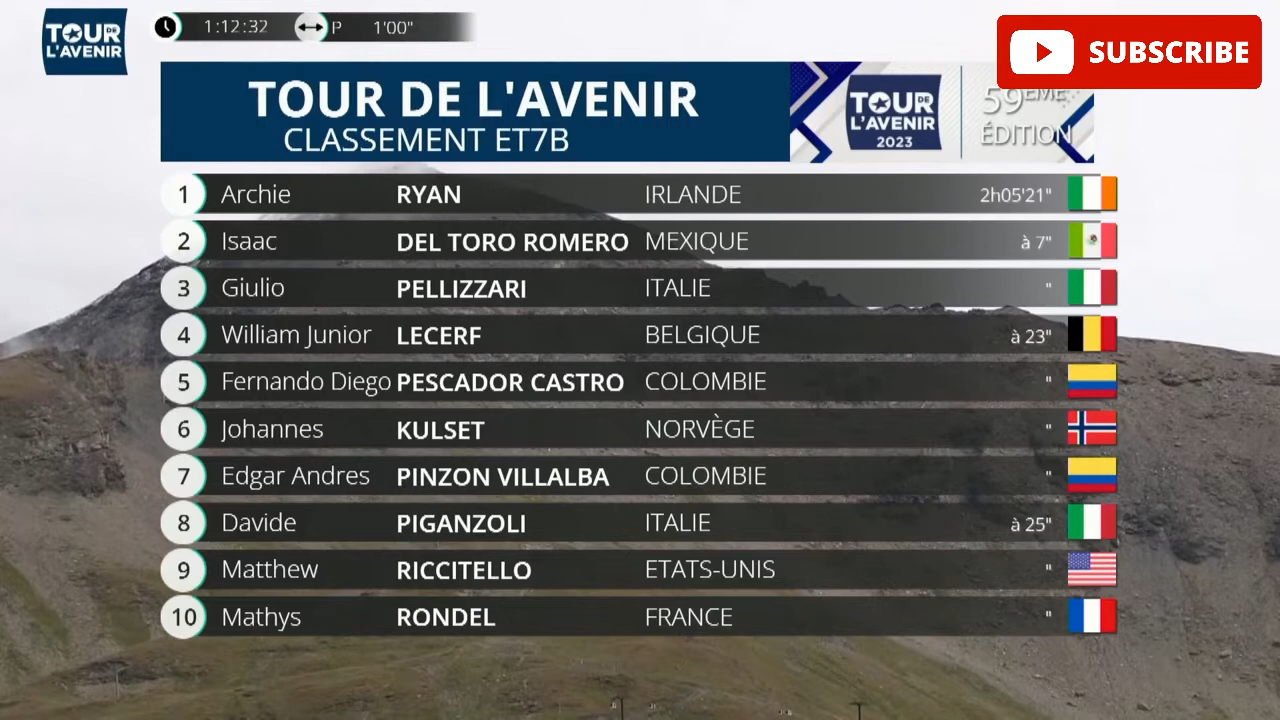 TOUR DE L'AVENIR
1:12:32 P 1'00"
SUBSCRIBE
TOUR DE L'AVENIR
CLASSEMENT ET7B
TOUR DE L'AVENIR 2023
59ÈME ÉDITION
1 Archie RYAN IRLANDE 2h05'21"
2 Isaac DEL TORO ROMERO MEXIQUE à 7"
3 Giulio PELLIZZARI ITALIE "
4 William Junior LECERF BELGIQUE à 23"
5 Fernando Diego PESCADOR CASTRO COLOMBIE "
6 Johannes KULSET NORVÈGE "
7 Edgar Andres PINZON VILLALBA COLOMBIE "
8 Davide PIGANZOLI ITALIE à 25"
9 Matthew RICCITELLO ETATS-UNIS "
10 Mathys RONDEL FRANCE "